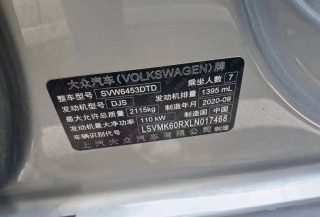 大众汽车(VOLKSWAGEN)牌
整车型号 SVW6453DTD 乘坐人数 7
发动机型号 DJS 发动机排量 1395 mL
最大允许总质量 2115kg 制造年月 2020-09
发动机最大净功率 110 kW 制造国 中国
车辆识别代号 LSVMK60RXLN017468
上汽大众汽车有限公司 制造